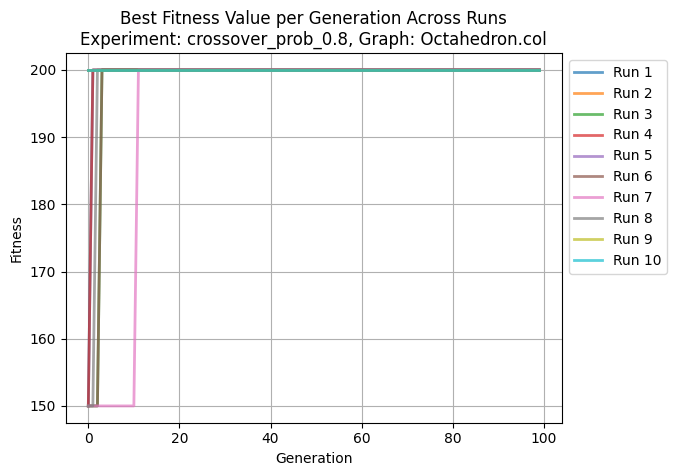 Best Fitness Value per Generation Across Runs
Experiment: crossover_prob_0.8, Graph: Octahedron.col
200
190
180
170
160
150
Fitness
0 20 40 60 80 100
Generation
Run 1
Run 2
Run 3
Run 4
Run 5
Run 6
Run 7
Run 8
Run 9
Run 10